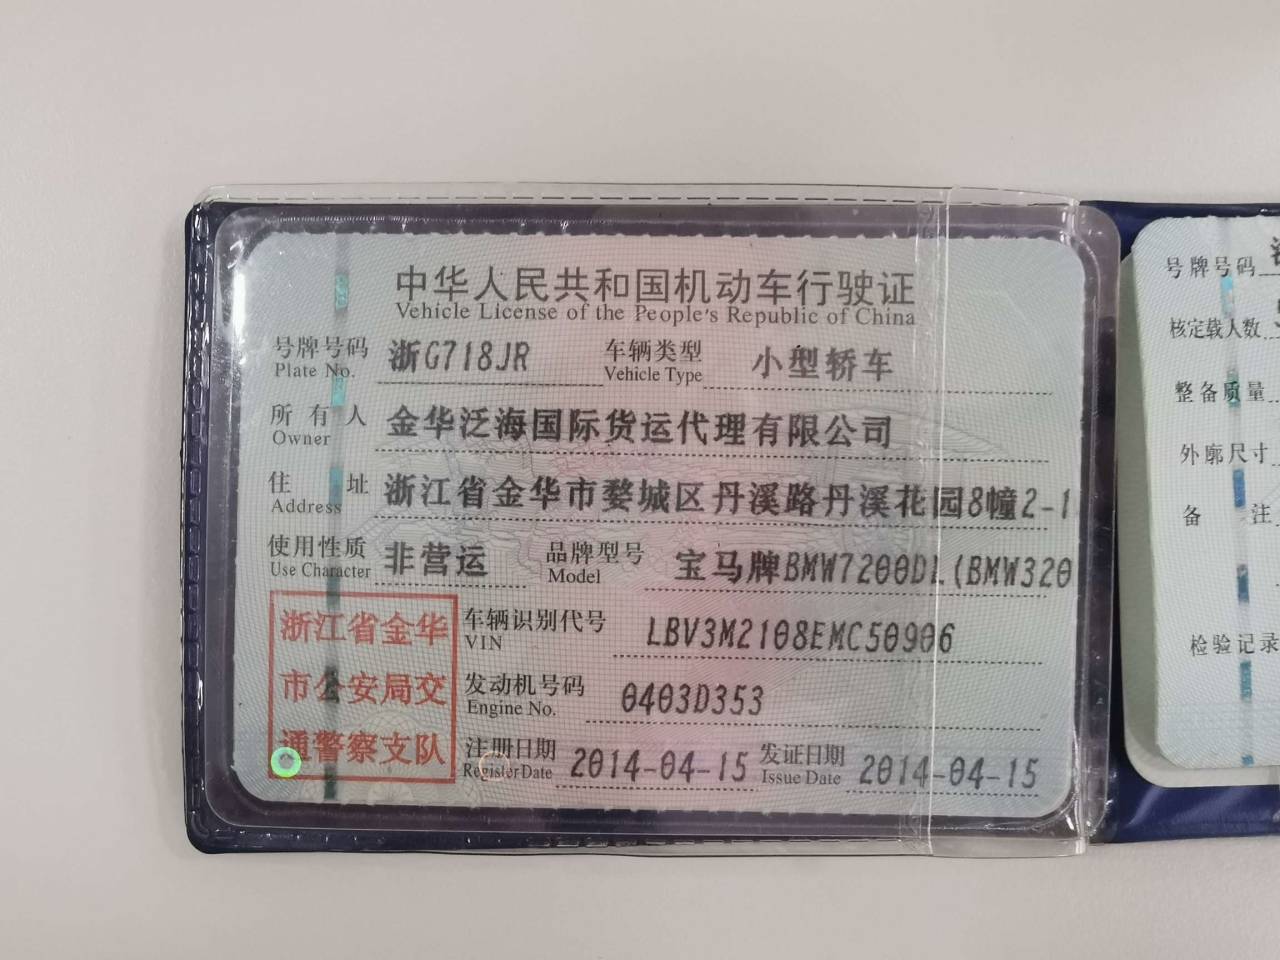 中华人民共和国机动车行驶证
Vehicle License of the People's Republic of China
号牌号码 浙G718JR 车辆类型 小型轿车
Plate No. Vehicle Type
所有人 金华泛海国际货运代理有限公司
Owner
住址 浙江省金华市婺城区丹溪路丹溪花园8幢2-1
Address
使用性质 非营运 品牌型号 宝马牌BMW7200DL(BMW320
Use Character Model
浙江省金华
市公安局交
通警察支队
车辆识别代号 LBV3M2108EMC50906
VIN
发动机号码 0403D353
Engine No.
注册日期 2014-04-15 发证日期 2014-04-15
Register Date Issue Date
号牌号码
核定载人数
整备质量
外廓尺寸
备注
检验记录